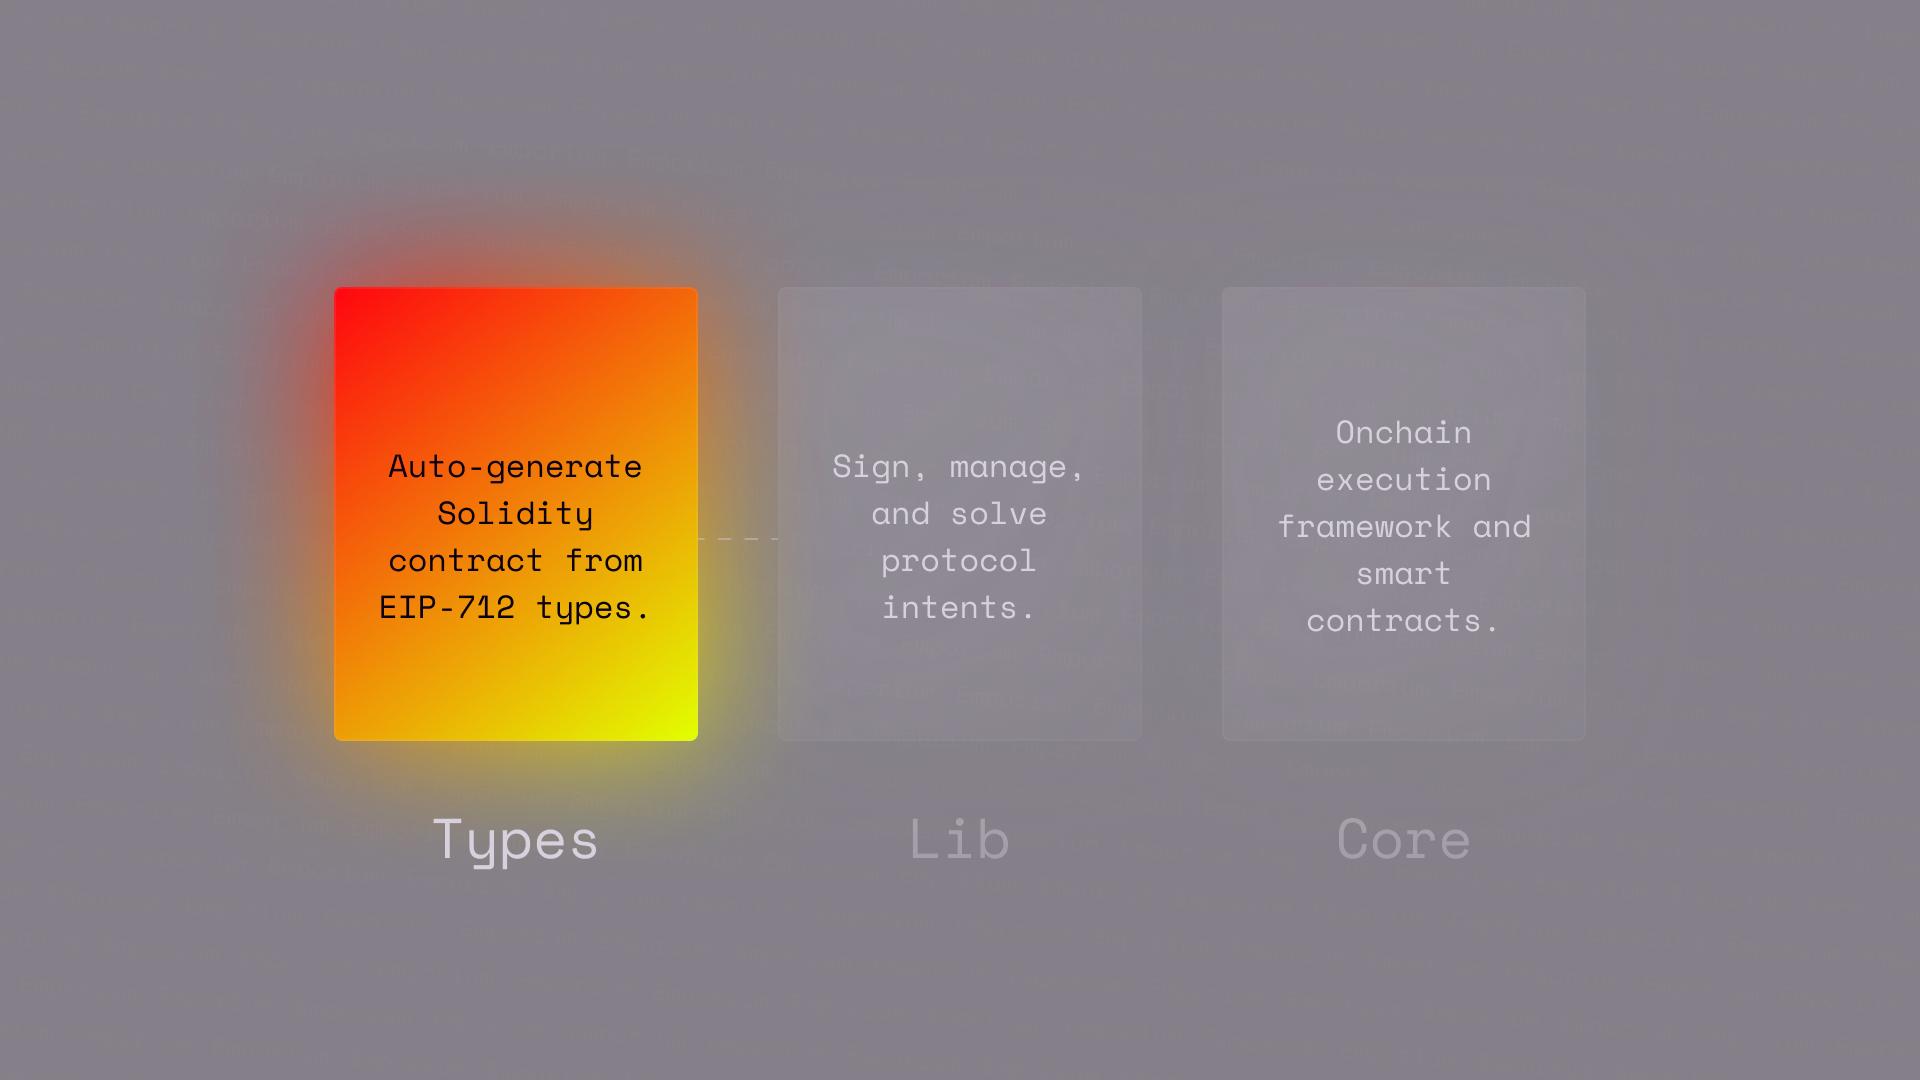 Auto-generate
Solidity
contract from
EIP-712 types.
Types
Sign, manage,
and solve
protocol
intents.
Lib
Onchain
execution
framework and
smart
contracts.
Core